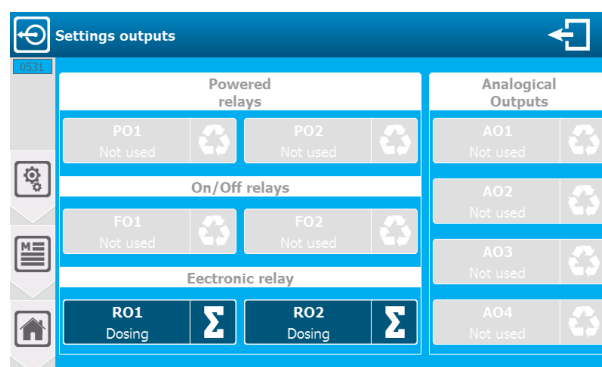 Settings outputs
0531
Powered
relays
PO1
Not used
PO2
Not used
On/Off relays
FO1
Not used
FO2
Not used
Eectronic relay
RO1
Dosing
Σ
RO2
Dosing
Σ
Analogical
Outputs
AO1
Not used
AO2
Not used
AO3
Not used
AO4
Not used
M